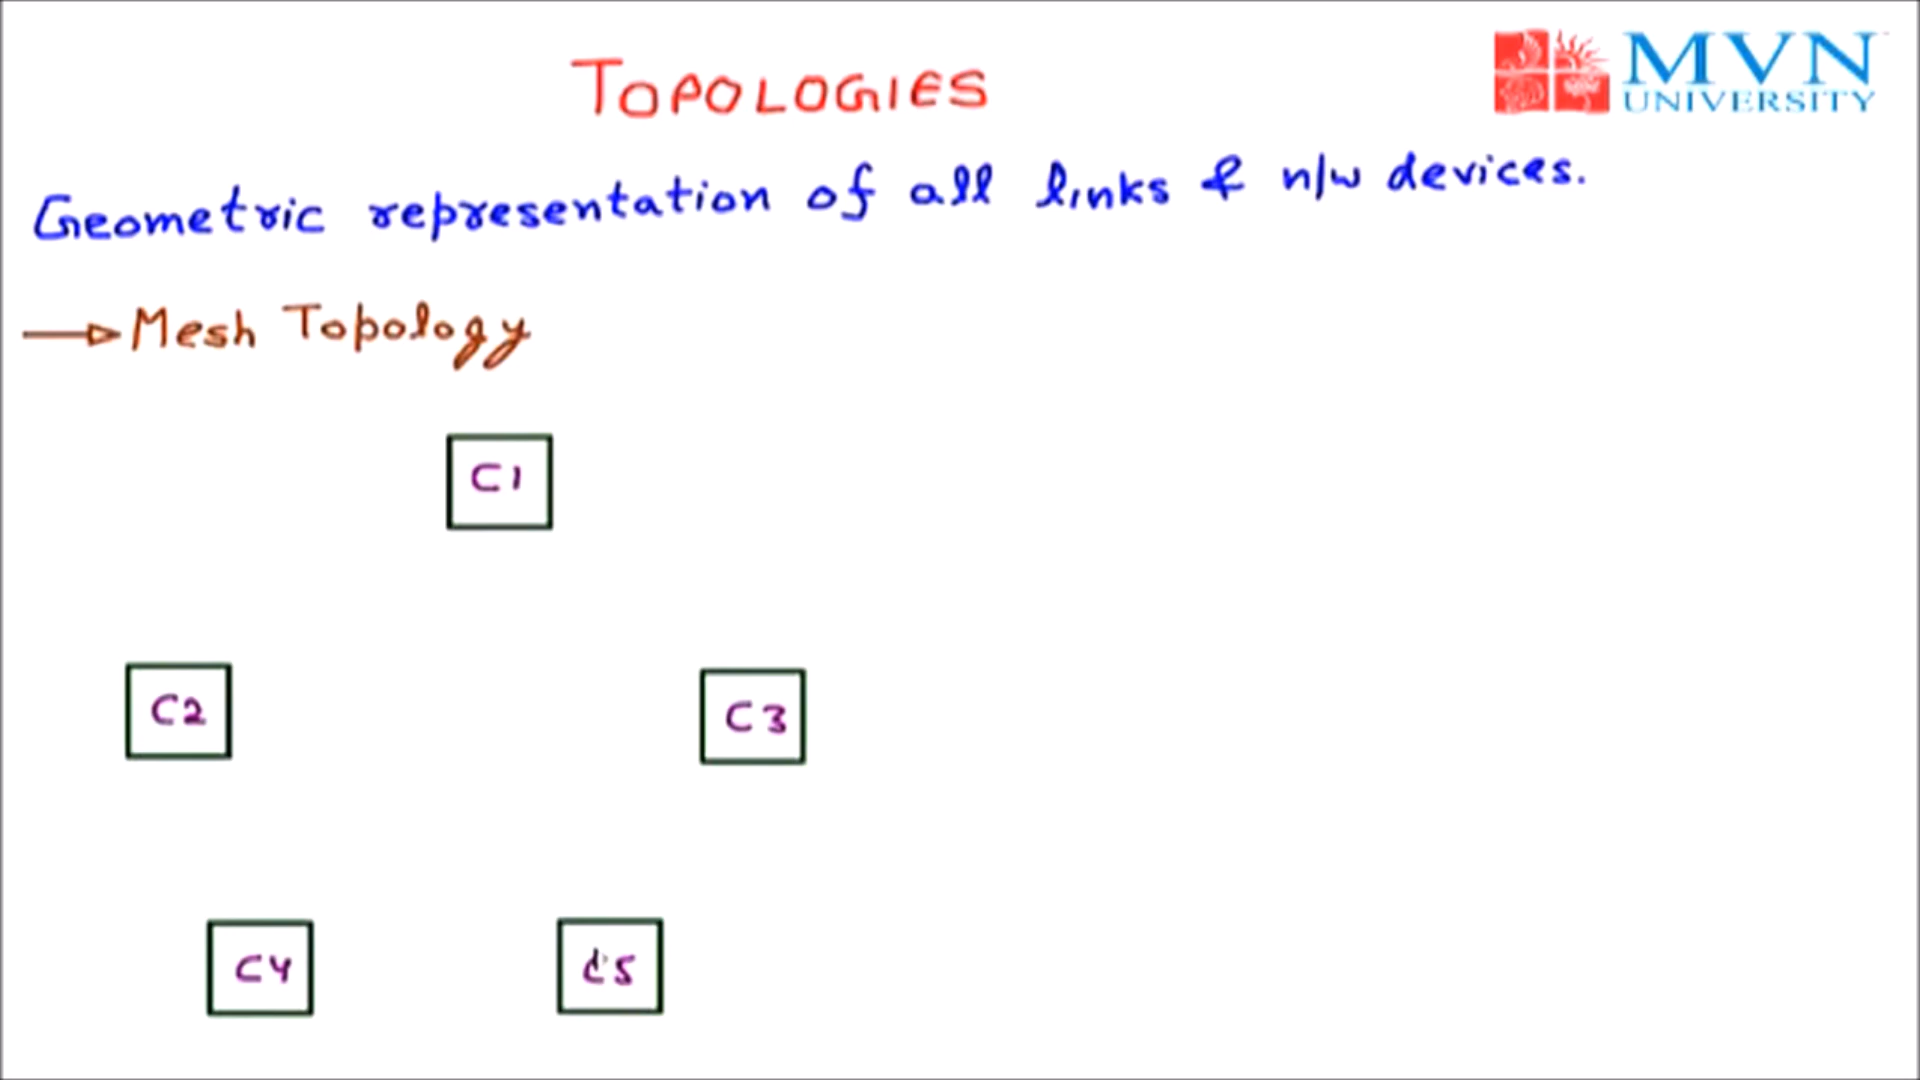 TOPOLOGIES
MVN
UNIVERSITY
Geometric representation of all links & n/w devices.
Mesh Topology
C1
C2
C3
C4
C5